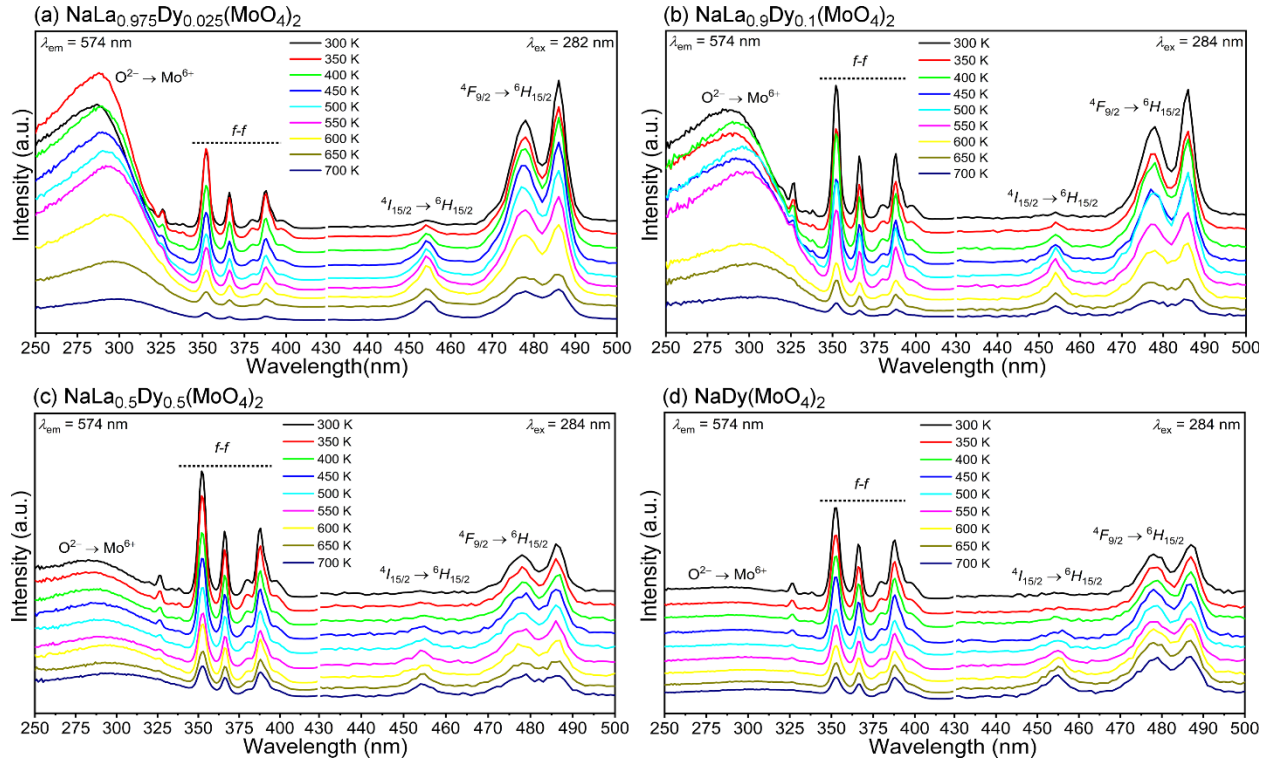 (a) NaLa0.975Dy0.025(MoO4)2
λem = 574 nm
λex = 282 nm
O2− → Mo6+
f-f
300 K
350 K
400 K
450 K
500 K
550 K
600 K
650 K
700 K
4F9/2 → 6H15/2
4I15/2 → 6H15/2
Intensity (a.u.)
250 275 300 325 350 375 400 430 440 450 460 470 480 490 500
Wavelength(nm)
(b) NaLa0.9Dy0.1(MoO4)2
λem = 574 nm
λex = 284 nm
O2− → Mo6+
f-f
300 K
350 K
400 K
450 K
500 K
550 K
600 K
650 K
700 K
4F9/2 → 6H15/2
4I15/2 → 6H15/2
Intensity (a.u.)
250 275 300 325 350 375 400 430 440 450 460 470 480 490 500
Wavelength (nm)
(c) NaLa0.5Dy0.5(MoO4)2
λem = 574 nm
λex = 284 nm
O2− → Mo6+
f-f
300 K
350 K
400 K
450 K
500 K
550 K
600 K
650 K
700 K
4F9/2 → 6H15/2
4I15/2 → 6H15/2
Intensity (a.u.)
250 275 300 325 350 375 400 430 440 450 460 470 480 490 500
Wavelength (nm)
(d) NaDy(MoO4)2
λem = 574 nm
λex = 284 nm
O2− → Mo6+
f-f
300 K
350 K
400 K
450 K
500 K
550 K
600 K
650 K
700 K
4F9/2 → 6H15/2
4I15/2 → 6H15/2
Intensity (a.u.)
250 275 300 325 350 375 400 430 440 450 460 470 480 490 500
Wavelength (nm)